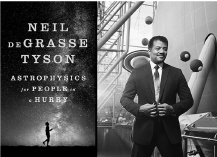 NEIL
DEGRASSE
TYSON
ASTROPHYSICS
for PEOPLE in
a HURRY